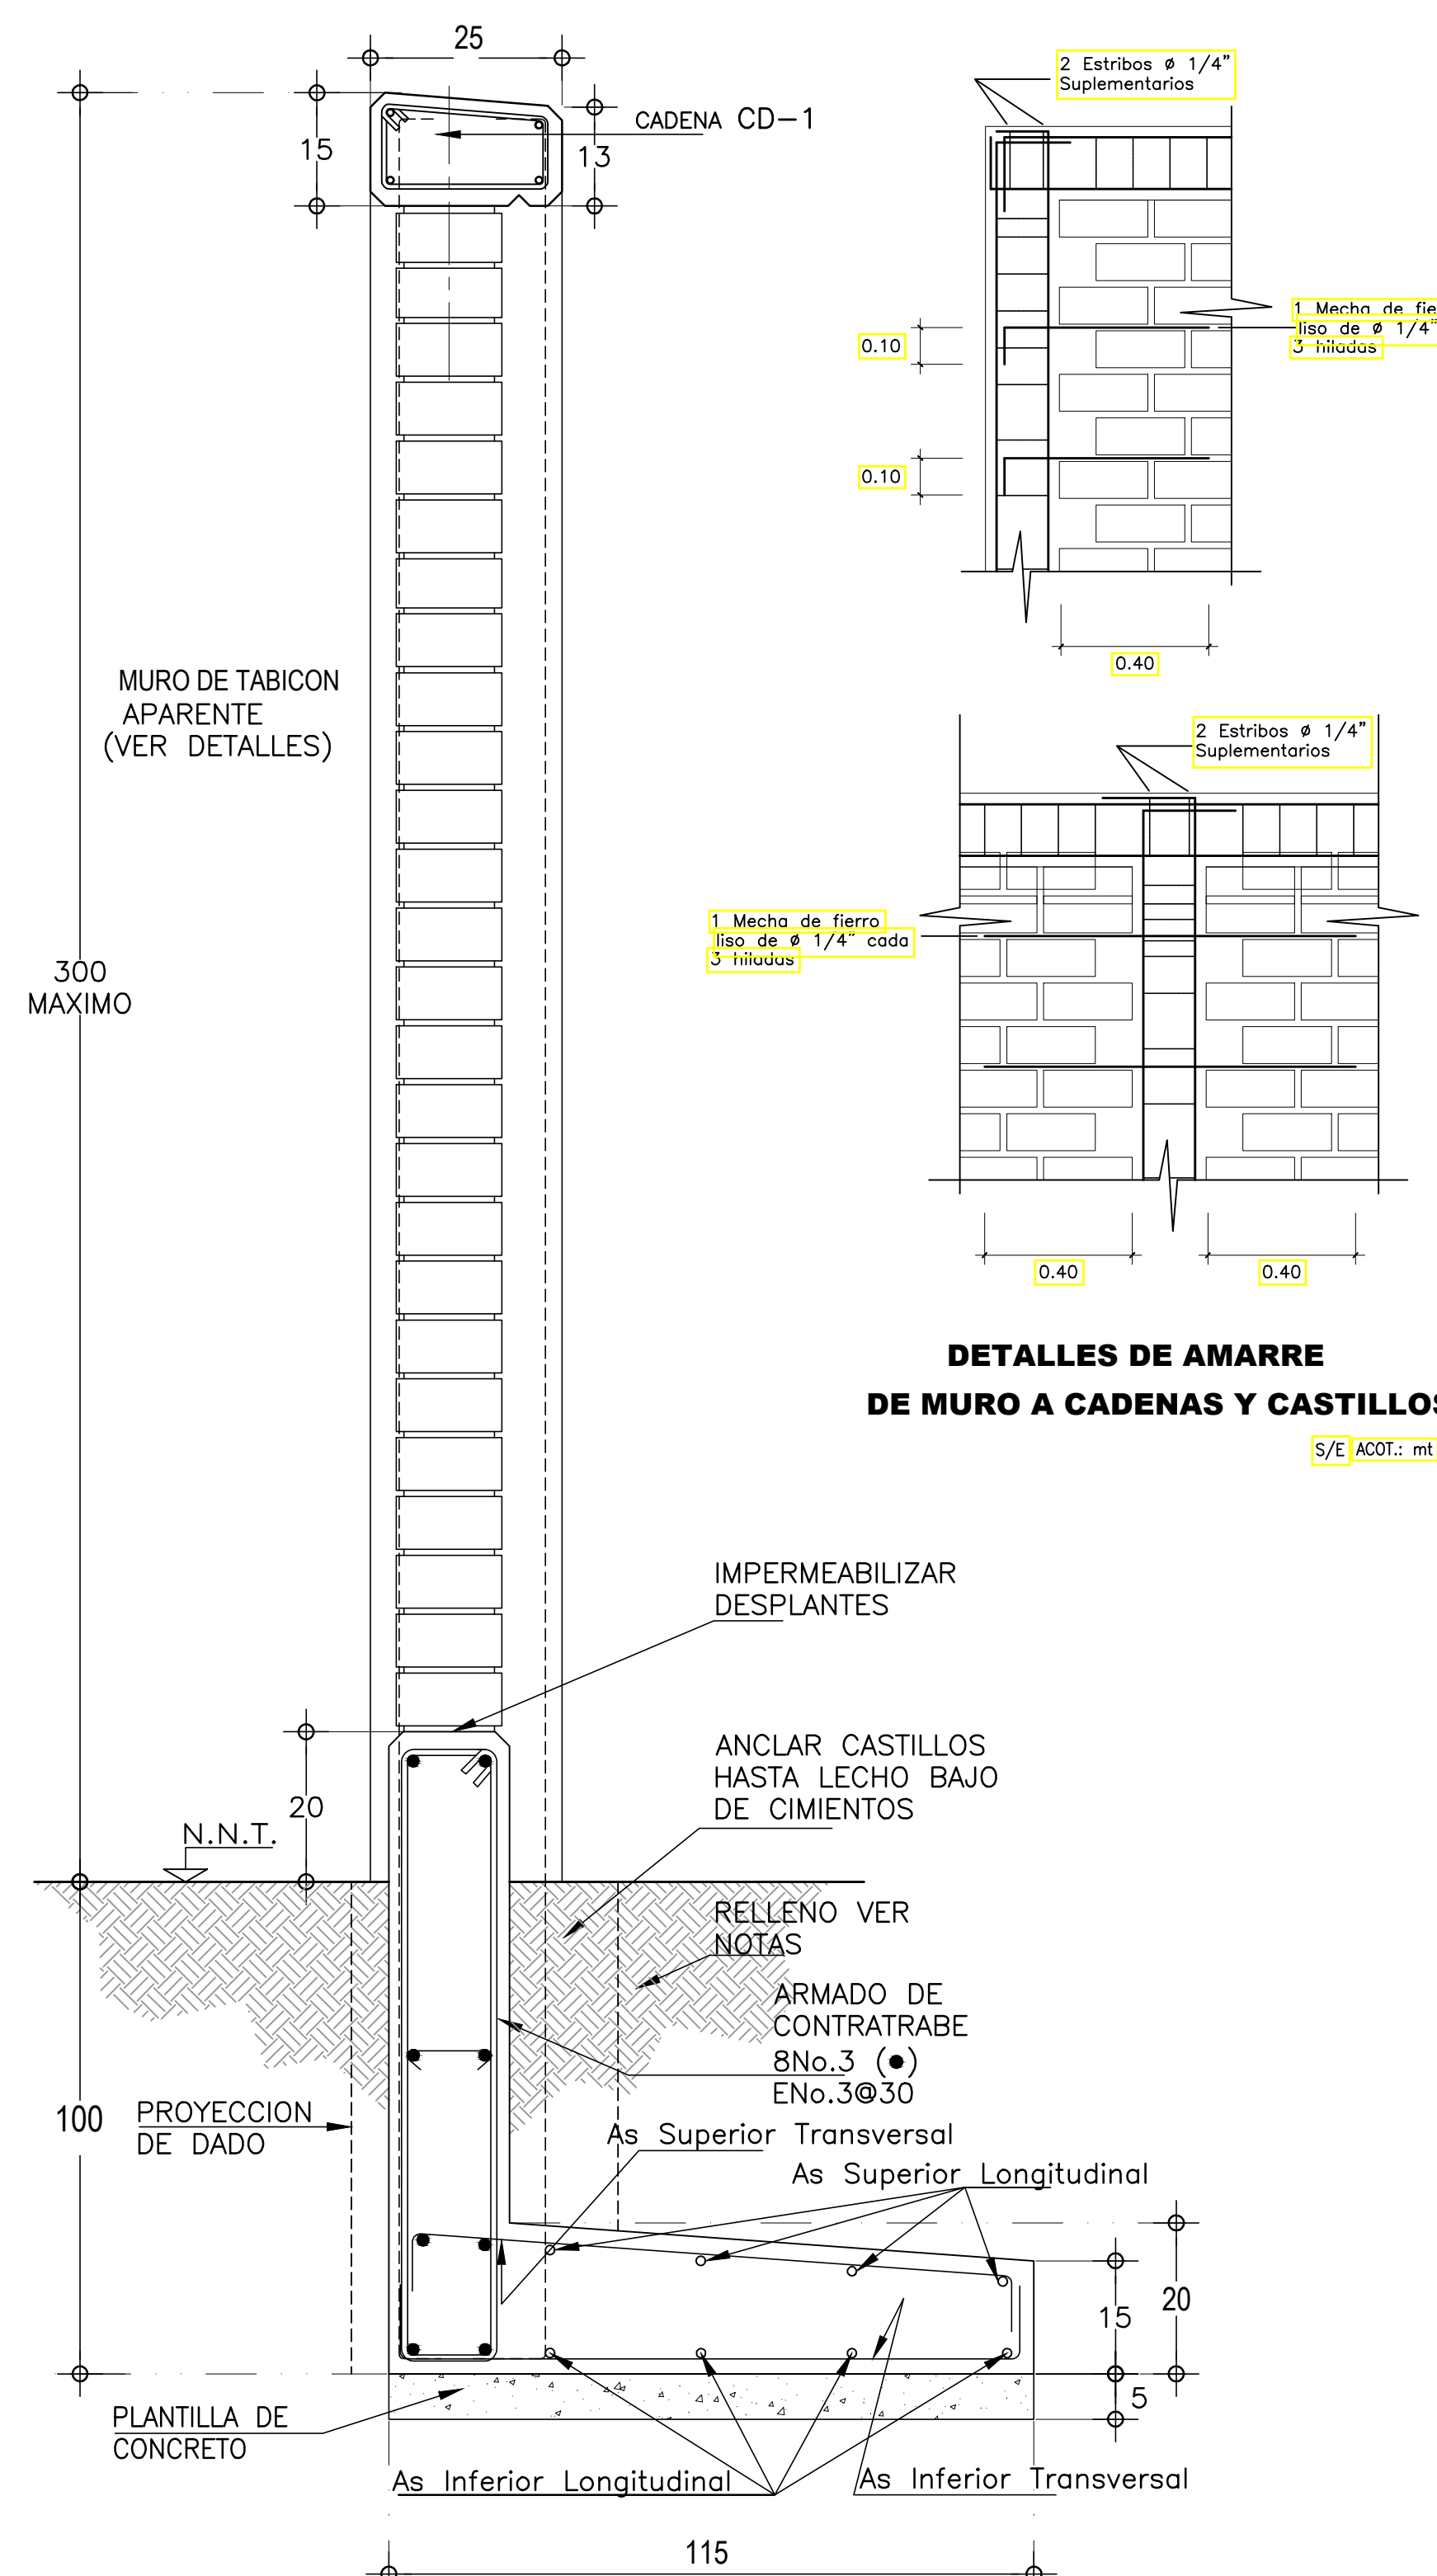 25
CADENA CD-1
15
13
MURO DE TABICON
APARENTE
(VER DETALLES)
300
MAXIMO
2 Estribos ø 1/4"
Suplementarios
1 Mecha de
liso de ø 1/4"
3 hiladas
0.10
0.10
0.40
2 Estribos ø 1/4"
Suplementarios
1 Mecha de fierro
liso de ø 1/4" cada
3 hiladas
0.40
0.40
DETALLES DE AMARRE
DE MURO A CADENAS Y CASTILLOS
S/E ACOT.: mt
IMPERMEABILIZAR
DESPLANTES
20
N.N.T.
ANCLAR CASTILLOS
HASTA LECHO BAJO
DE CIMIENTOS
RELLENO VER
NOTAS
ARMADO DE
CONTRATRABE
8No.3 (●)
ENo.3@30
100
PROYECCION
DE DADO
As Superior Transversal
As Superior Longitudinal
15
20
5
PLANTILLA DE
CONCRETO
As Inferior Longitudinal
As Inferior Transversal
115